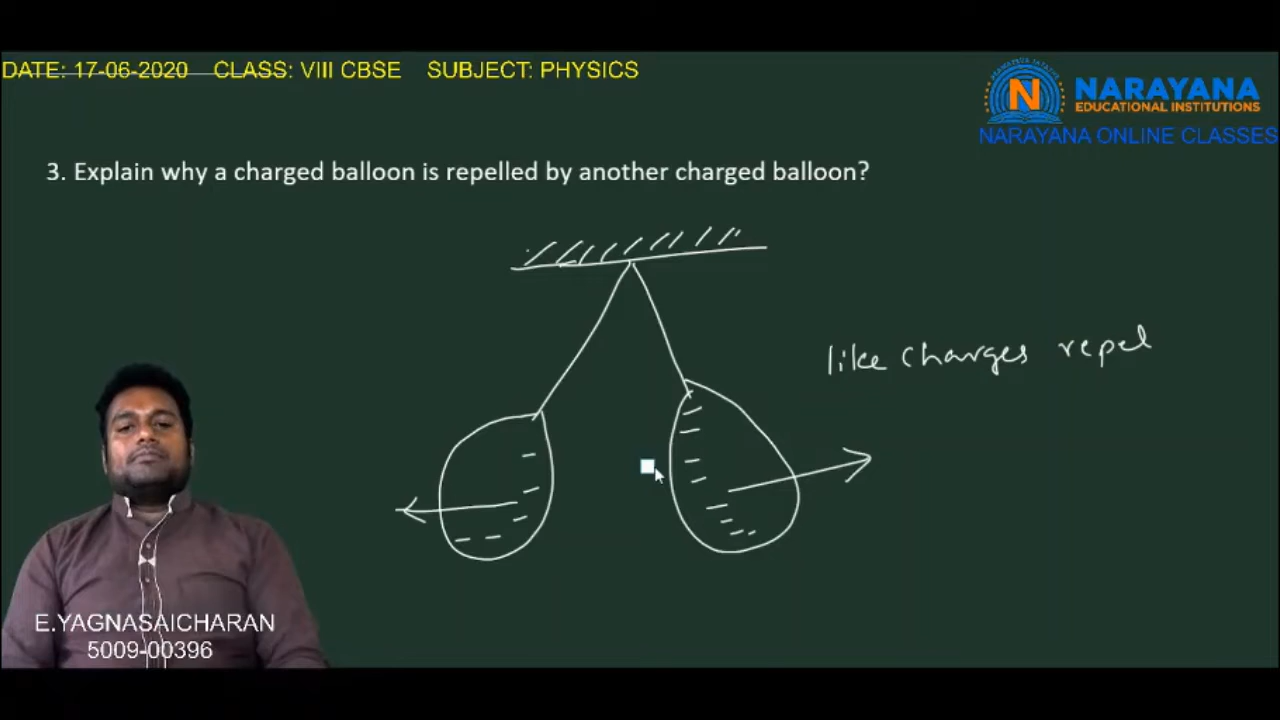 DATE: 17-06-2020 CLASS: VIII CBSE SUBJECT: PHYSICS
N NARAYANA
EDUCATIONAL INSTITUTIONS
NARAYANA ONLINE CLASSES
3. Explain why a charged balloon is repelled by another charged balloon?
like charges repel
E.YAGNASAICHARAN
5009-00396